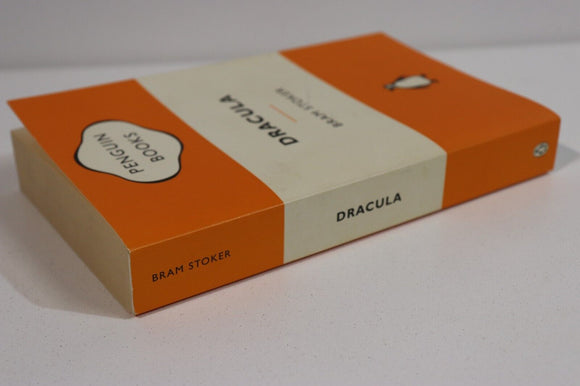 PENGUIN
BOOKS
DRACULA
BRAM STOKER
BRAM STOKER
DRACULA